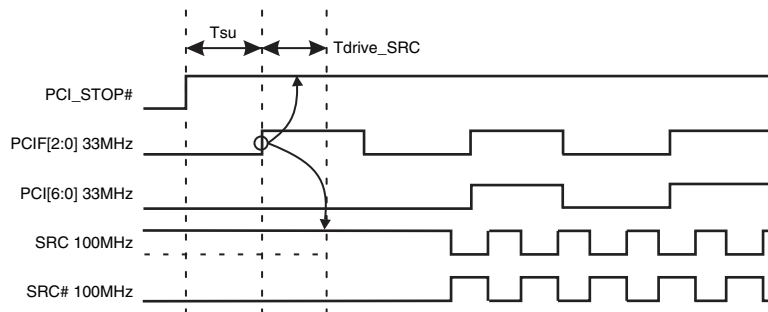 Tsu
Tdrive_SRC
PCI_STOP#
PCIF[2:0] 33MHz
PCI[6:0] 33MHz
SRC 100MHz
SRC# 100MHz